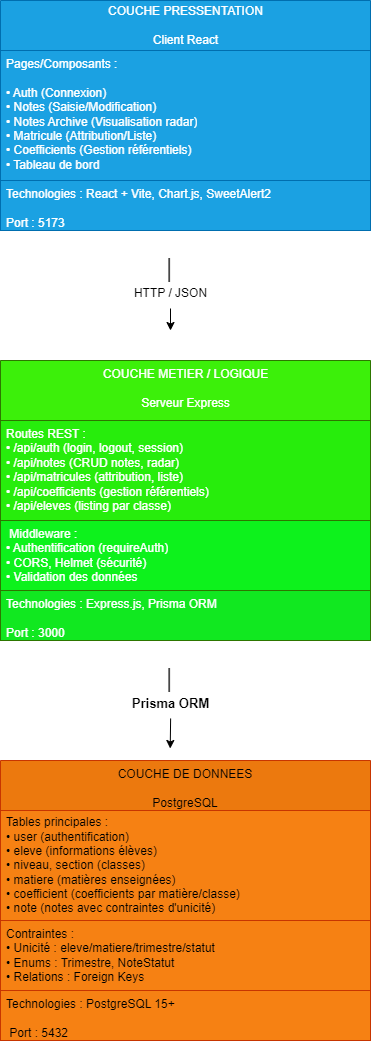 COUCHE PRESSENTATION
Client React
Pages/Composants :
• Auth (Connexion)
• Notes (Saisie/Modification)
• Notes Archive (Visualisation radar)
• Matricule (Attribution/Liste)
• Coefficients (Gestion référentiels)
• Tableau de bord
Technologies : React + Vite, Chart.js, SweetAlert2
Port : 5173
HTTP / JSON
COUCHE METIER / LOGIQUE
Serveur Express
Routes REST :
• /api/auth (login, logout, session)
• /api/notes (CRUD notes, radar)
• /api/matricules (attribution, liste)
• /api/coefficients (gestion référentiels)
• /api/eleves (listing par classe)
Middleware :
• Authentification (requireAuth)
• CORS, Helmet (sécurité)
• Validation des données
Technologies : Express.js, Prisma ORM
Port : 3000
Prisma ORM
COUCHE DE DONNEES
PostgreSQL
Tables principales :
• user (authentification)
• eleve (informations élèves)
• niveau, section (classes)
• matiere (matières enseignées)
• coefficient (coefficients par matière/classe)
• note (notes avec contraintes d'unicité)
Contraintes :
• Unicité : eleve/matiere/trimestre/statut
• Enums : Trimestre, NoteStatut
• Relations : Foreign Keys
Technologies : PostgreSQL 15+
Port : 5432